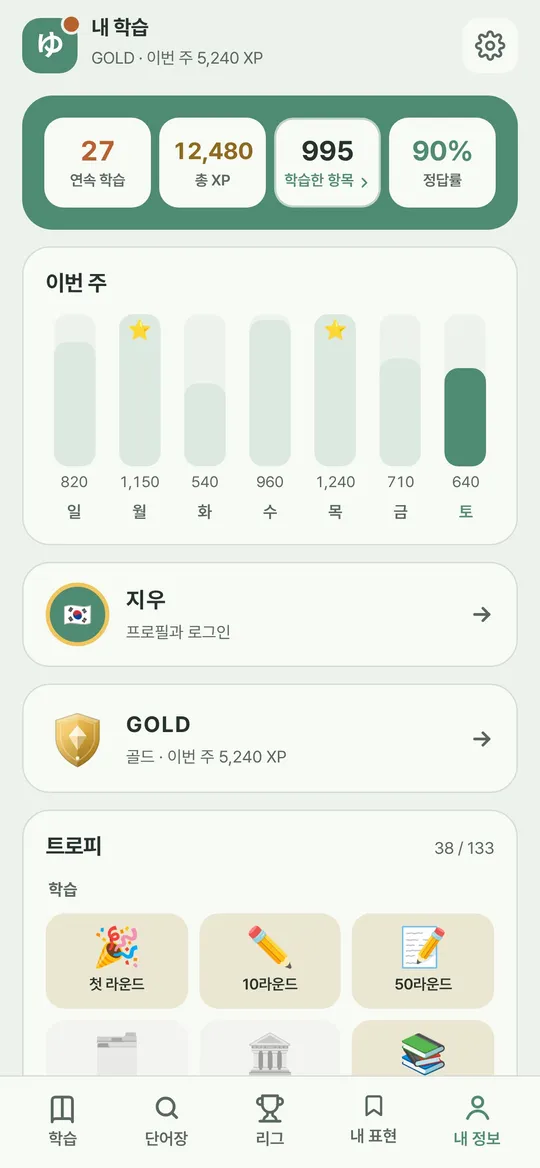 ゆ
내 학습
GOLD · 이번 주 5,240 XP
27
연속 학습
12,480
총 XP
995
학습한 항목 >
90%
정답률
이번 주
820 1,150 540 960 1,240 710 640
일 월 화 수 목 금 토
지우
프로필과 로그인
GOLD
골드 · 이번 주 5,240 XP
트로피
38 / 133
학습
첫 라운드
10라운드
50라운드
학습
단어장
리그
내 표현
내 정보